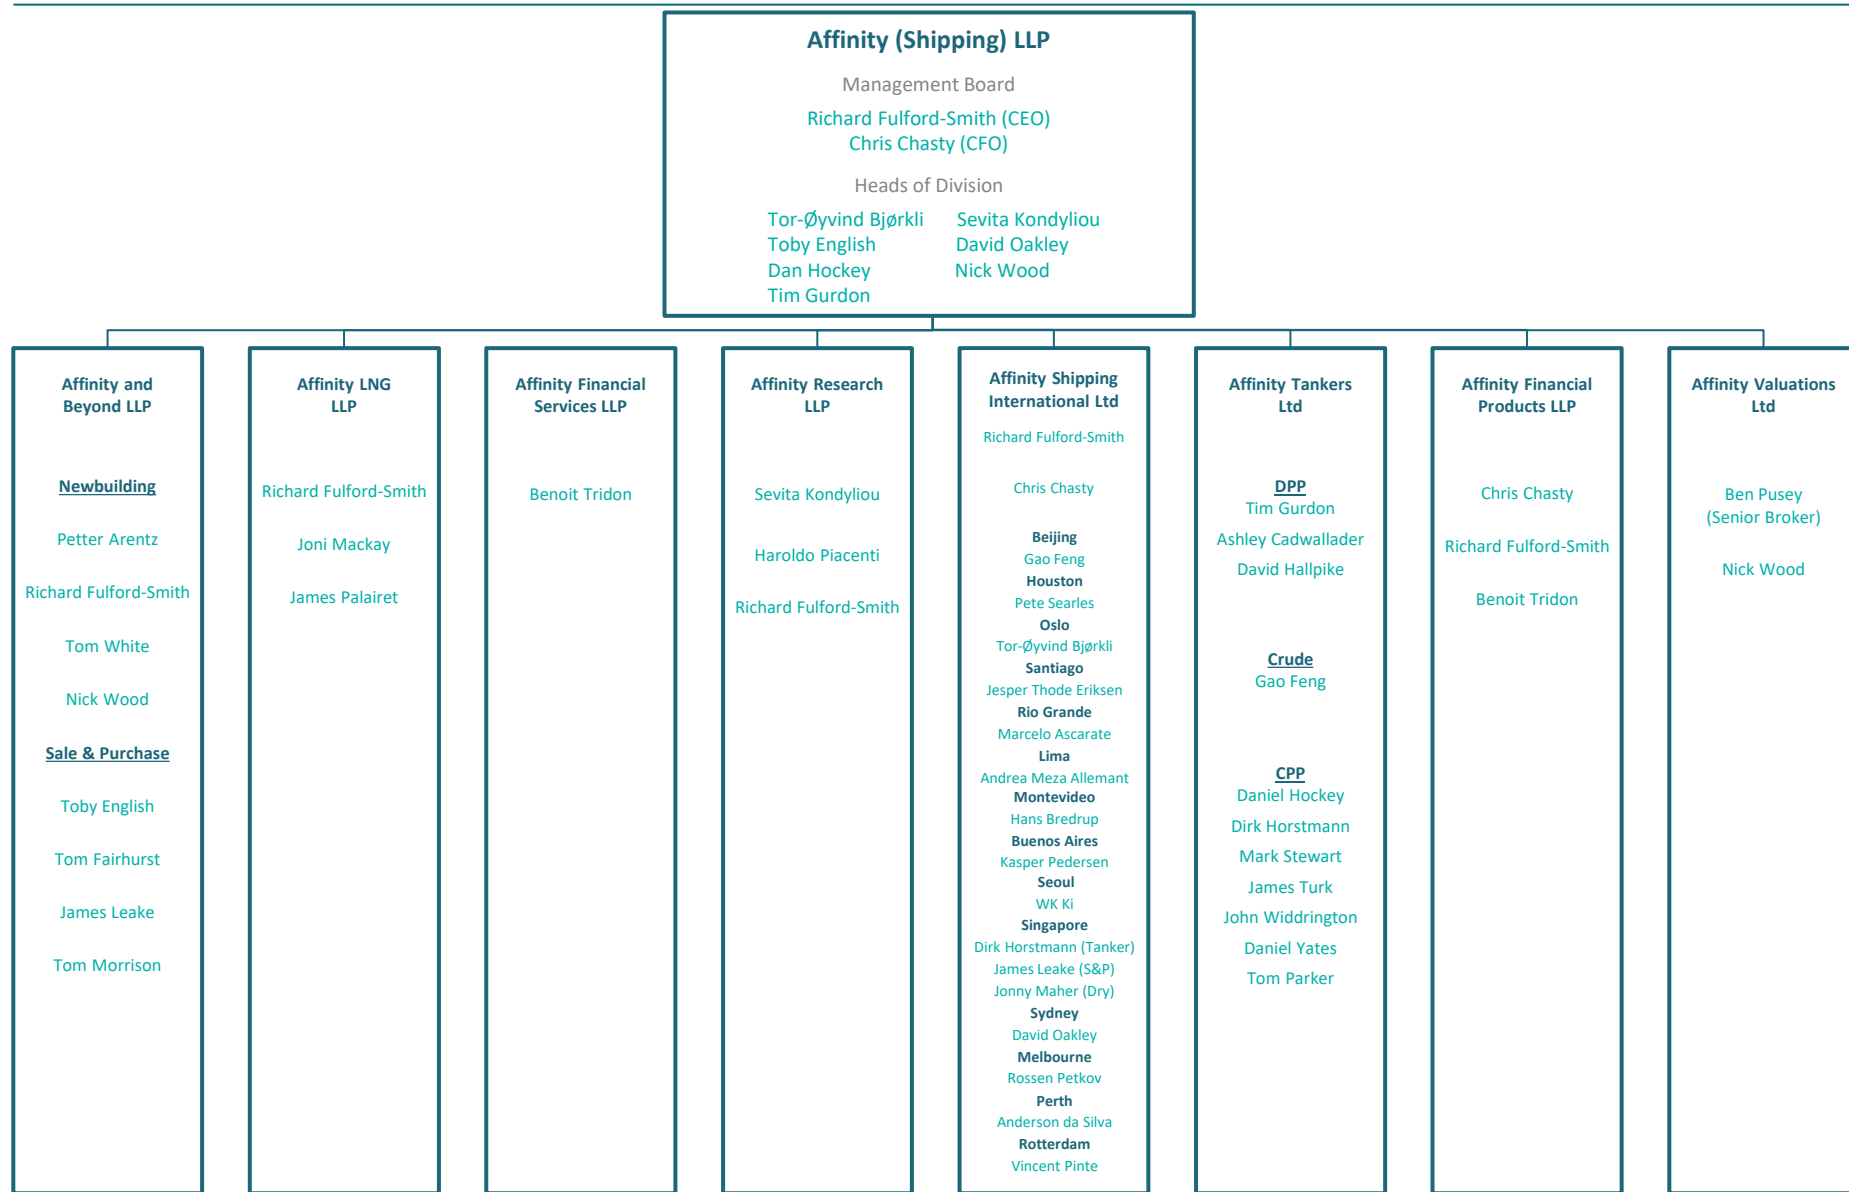 Affinity (Shipping) LLP
Management Board
Richard Fulford-Smith (CEO)
Chris Chasty (CFO)
Heads of Division
Tor-Øyvind Bjørkli Sevita Kondyliou
Toby English David Oakley
Dan Hockey Nick Wood
Tim Gurdon
Affinity and
Beyond LLP
Newbuilding
Petter Arentz
Richard Fulford-Smith
Tom White
Nick Wood
Sale & Purchase
Toby English
Tom Fairhurst
James Leake
Tom Morrison
Affinity LNG
LLP
Richard Fulford-Smith
Joni Mackay
James Palairet
Affinity Financial
Services LLP
Benoit Tridon
Affinity Research
LLP
Sevita Kondyliou
Haroldo Piacenti
Richard Fulford-Smith
Affinity Shipping
International Ltd
Richard Fulford-Smith
Chris Chasty
Beijing
Gao Feng
Houston
Pete Searles
Oslo
Tor-Øyvind Bjørkli
Santiago
Jesper Thode Eriksen
Rio Grande
Marcelo Ascarate
Lima
Andrea Meza Allemant
Montevideo
Hans Bredrup
Buenos Aires
Kasper Pedersen
Seoul
WK Ki
Singapore
Dirk Horstmann (Tanker)
James Leake (S&P)
Jonny Maher (Dry)
Sydney
David Oakley
Melbourne
Rossen Petkov
Perth
Anderson da Silva
Rotterdam
Vincent Pinte
Affinity Tankers
Ltd
DPP
Tim Gurdon
Ashley Cadwallader
David Hallpike
Crude
Gao Feng
CPP
Daniel Hockey
Dirk Horstmann
Mark Stewart
James Turk
John Widdrington
Daniel Yates
Tom Parker
Affinity Financial
Products LLP
Chris Chasty
Richard Fulford-Smith
Benoit Tridon
Affinity Valuations
Ltd
Ben Pusey
(Senior Broker)
Nick Wood